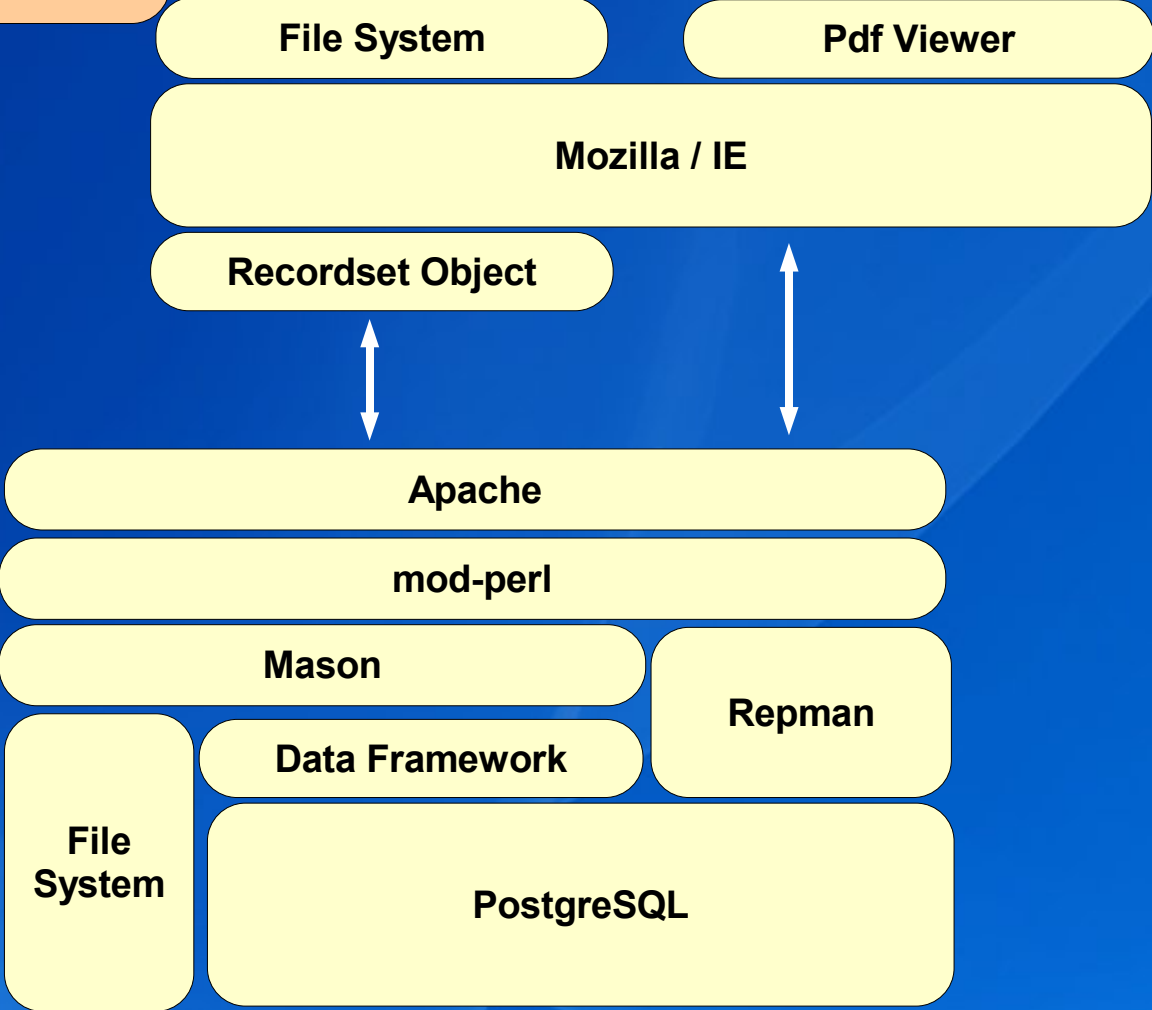 File System
Pdf Viewer
Mozilla / IE
Recordset Object
Apache
mod-perl
Mason
Repman
Data Framework
File
System
PostgreSQL